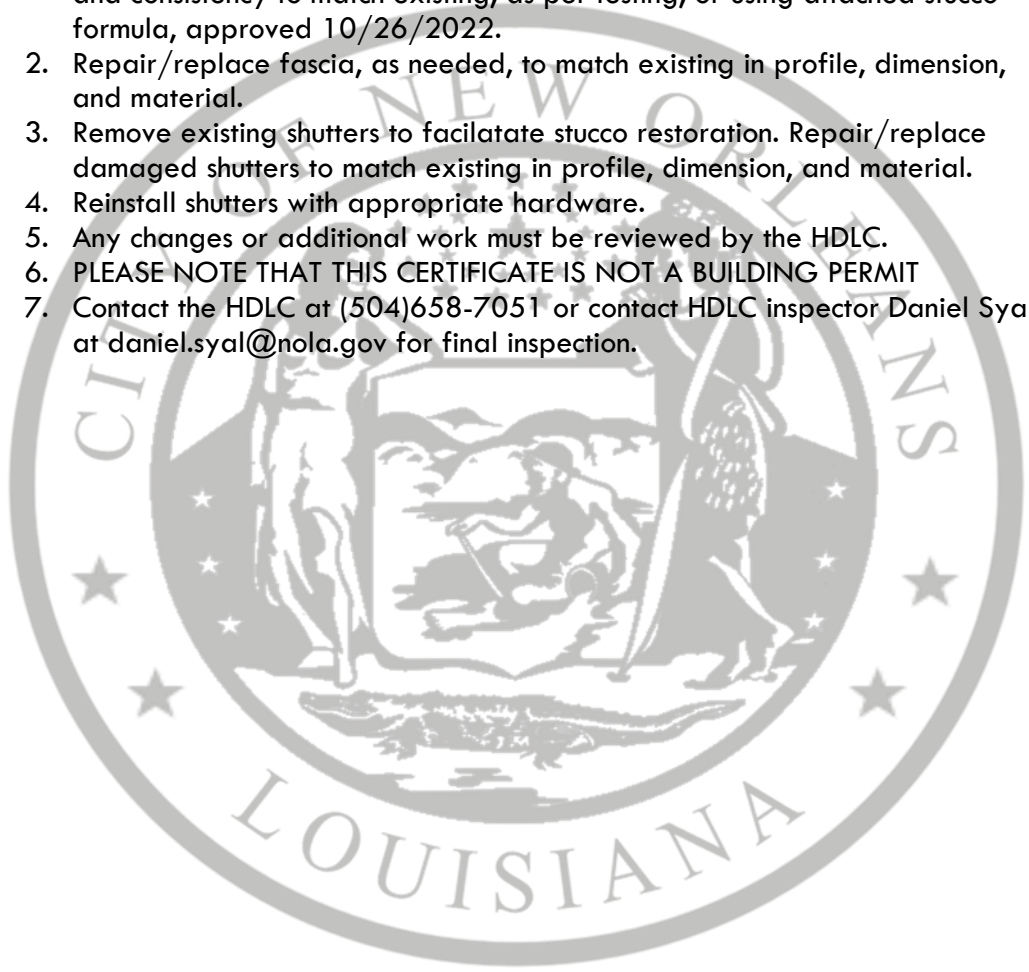 and consistency to match existing, as per testing, or using attached stucco
formula, approved 10/26/2022.
2. Repair/replace fascia, as needed, to match existing in profile, dimension,
and material.
3. Remove existing shutters to facilatate stucco restoration. Repair/replace
damaged shutters to match existing in profile, dimension, and material.
4. Reinstall shutters with appropriate hardware.
5. Any changes or additional work must be reviewed by the HDLC.
6. PLEASE NOTE THAT THIS CERTIFICATE IS NOT A BUILDING PERMIT
7. Contact the HDLC at (504)658-7051 or contact HDLC inspector Daniel Sya
at daniel.syal@nola.gov for final inspection.
CITY OF NEW ORLEANS
LOUISIANA